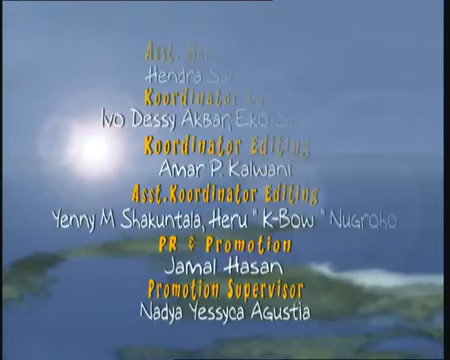 Asst.
Hendra
Koordinator
Ivo Dessy Akbar, Eko
Koordinator Editing
Amar P. Kalwani
Asst.Koordinator Editing
Yenny M Shakuntala, Heru " K-Bow " Nugroho
PR & Promotion
Jamal Hasan
Promotion Supervisor
Nadya Yessyca Agustia